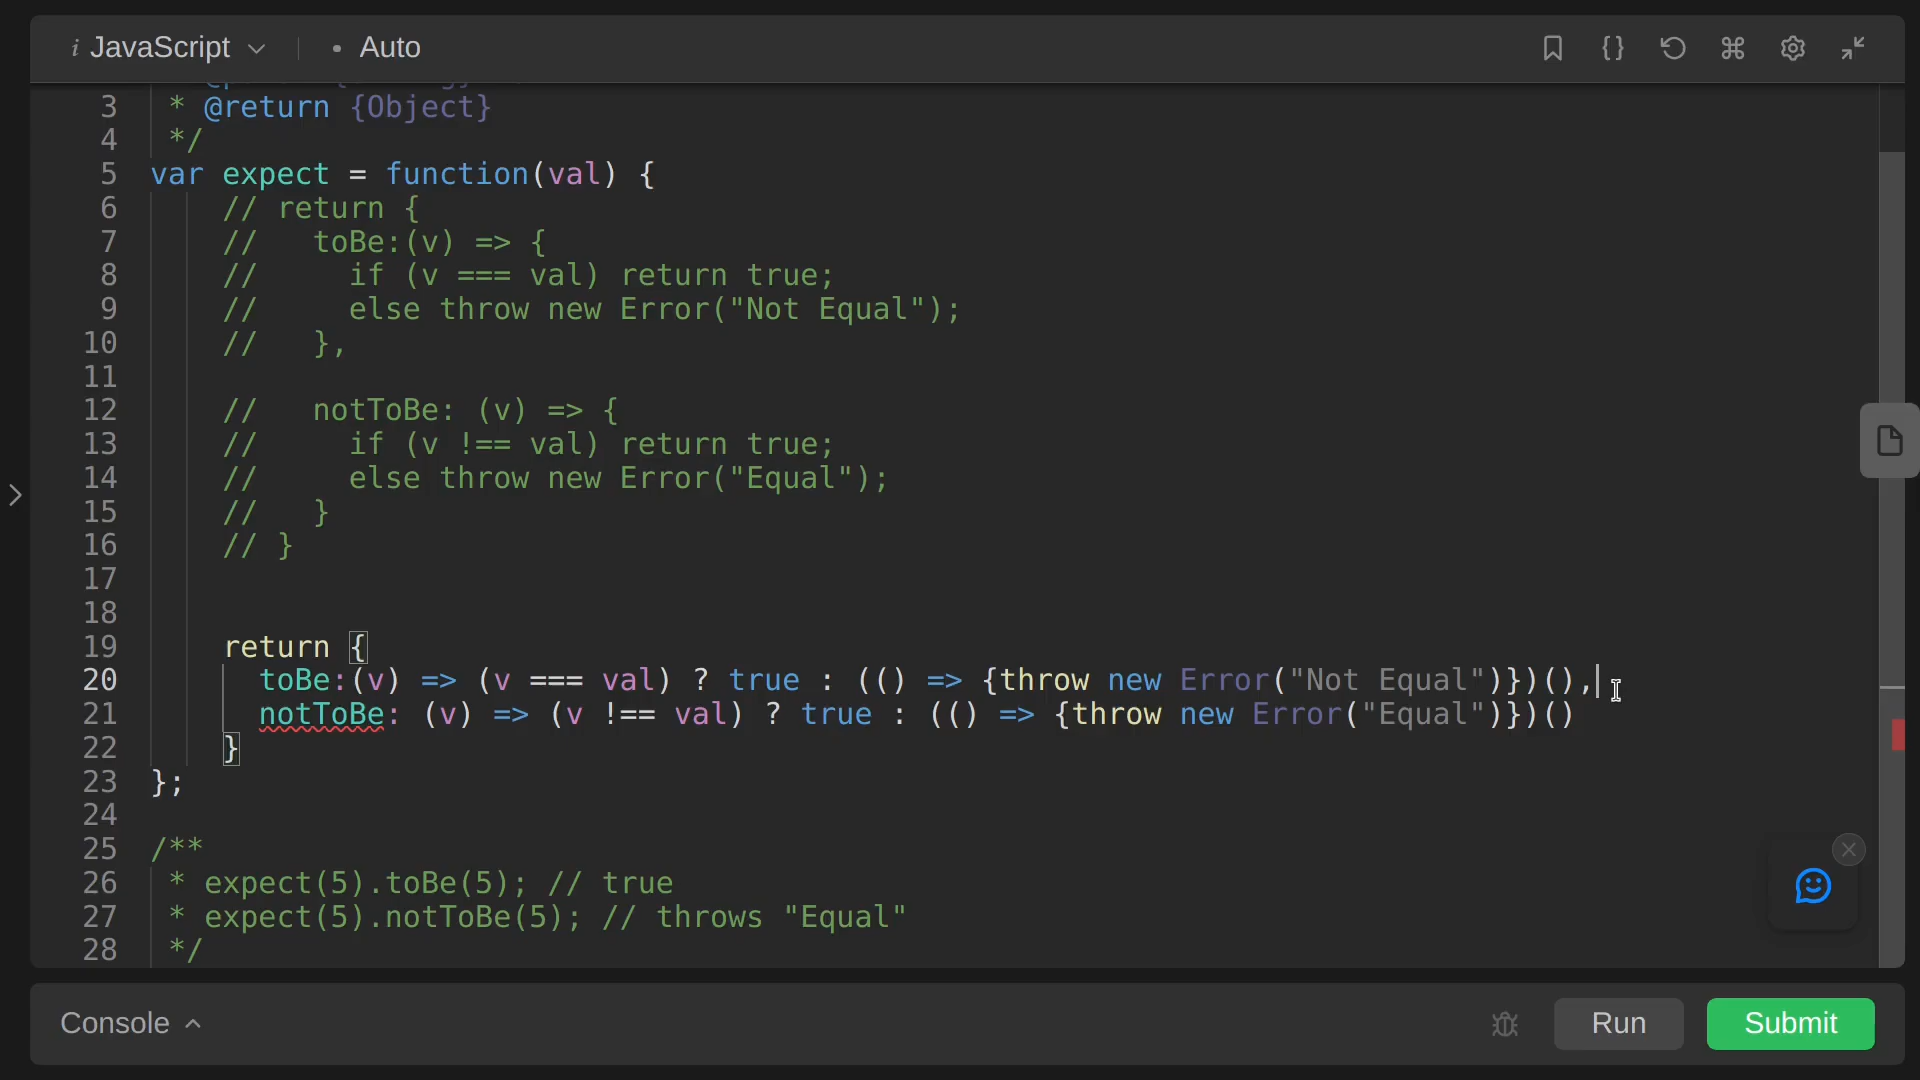 i JavaScript • Auto
3 * @return {Object}
4 */
5 var expect = function(val) {
6 // return {
7 //   toBe:(v) => {
8 //     if (v === val) return true;
9 //     else throw new Error("Not Equal");
10 //   },
11
12 //   notToBe: (v) => {
13 //     if (v !== val) return true;
14 //     else throw new Error("Equal");
15 //   }
16 // }
17
18
19 return {
20 toBe:(v) => (v === val) ? true : (() => {throw new Error("Not Equal")})(),
21 notToBe: (v) => (v !== val) ? true : (() => {throw new Error("Equal")})()
22 }
23 };
24
25 /**
26 * expect(5).toBe(5); // true
27 * expect(5).notToBe(5); // throws "Equal"
28 */
Console Run Submit